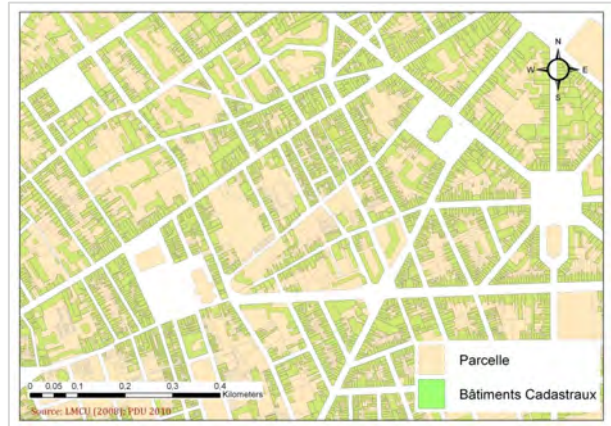 N
W E
S
Parcelle
Bâtiments Cadastraux
0 0.05 0.1 0.2 0.3 0.4
Kilometers
Source: LMCU (2008); PDU 2010